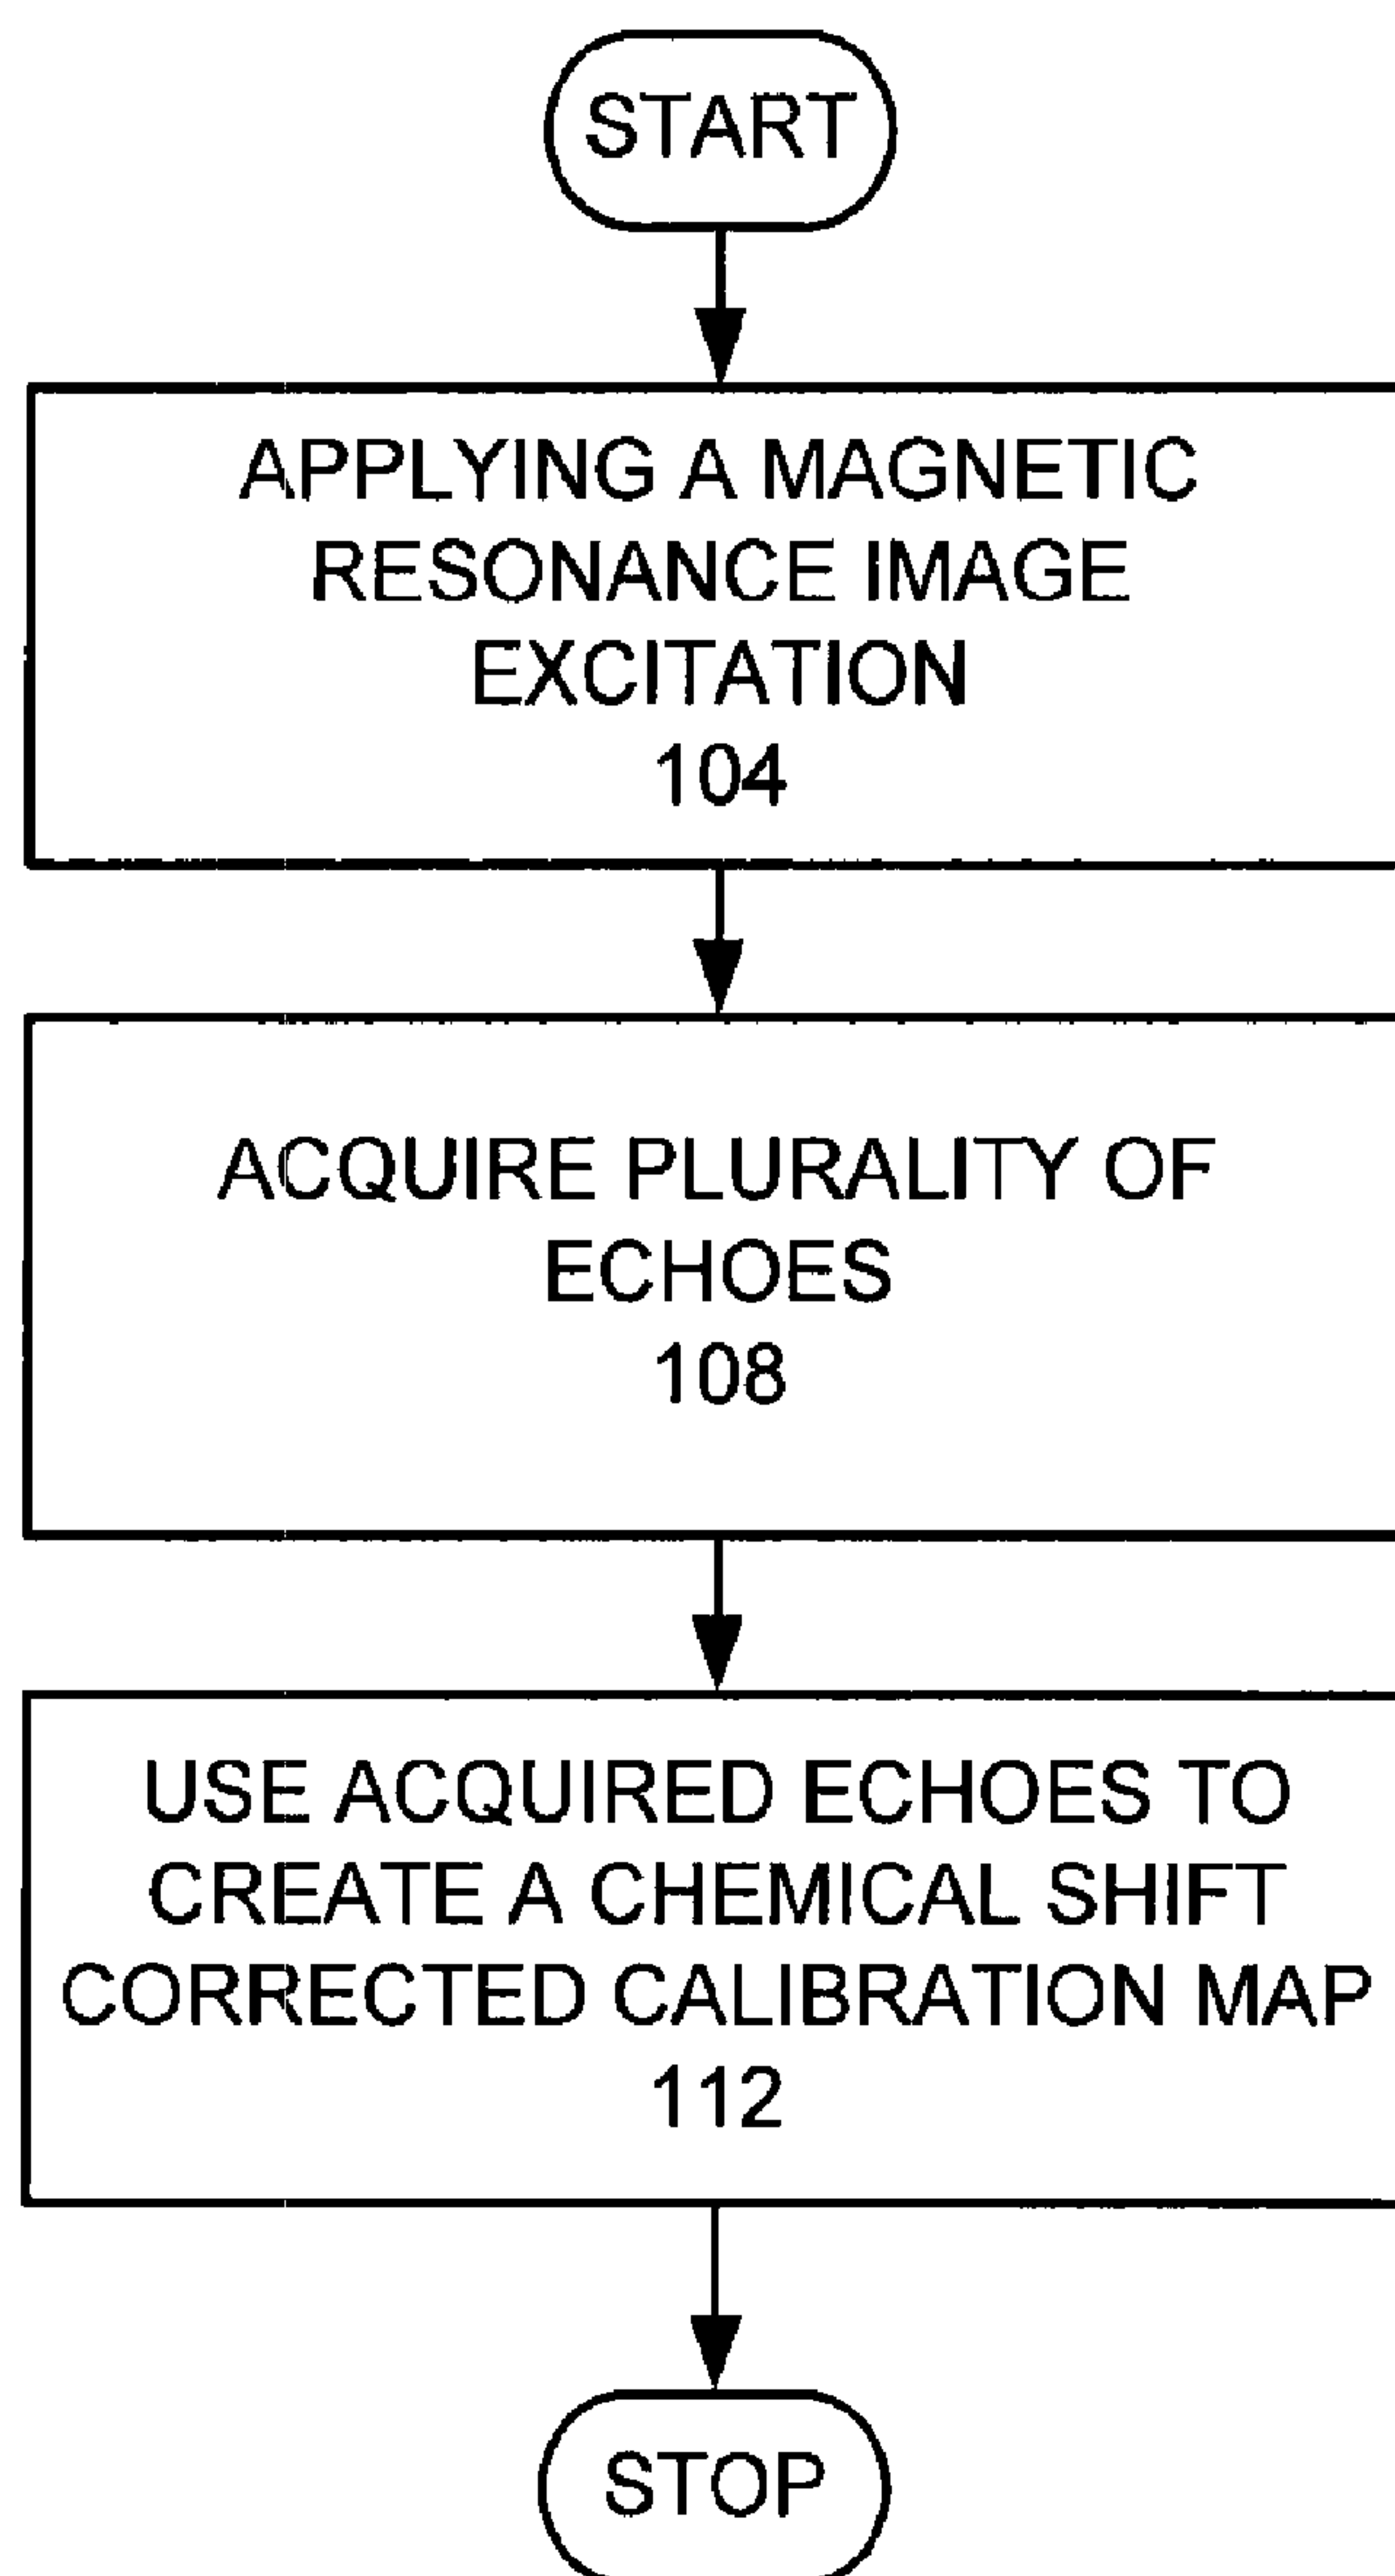 START
APPLYING A MAGNETIC
RESONANCE IMAGE
EXCITATION
104
ACQUIRE PLURALITY OF
ECHOES
108
USE ACQUIRED ECHOES TO
CREATE A CHEMICAL SHIFT
CORRECTED CALIBRATION MAP
112
STOP